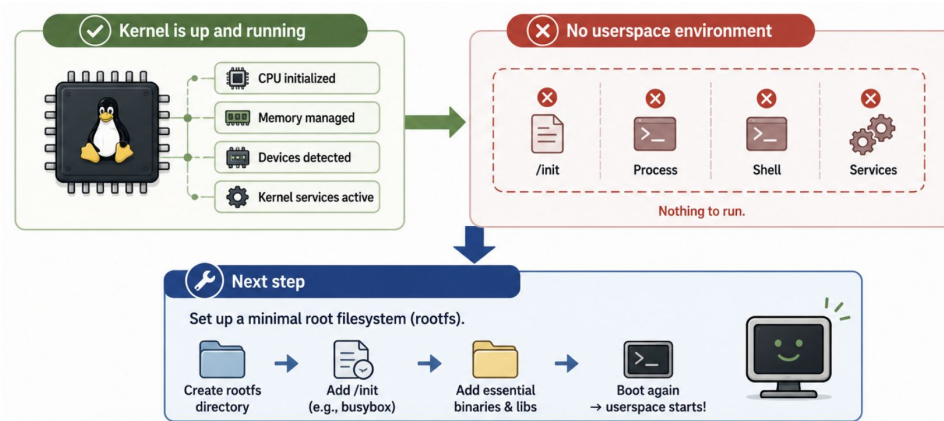 Kernel is up and running
CPU initialized
Memory managed
Devices detected
Kernel services active
No userspace environment
/init
Process
Shell
Services
Nothing to run.
Next step
Set up a minimal root filesystem (rootfs).
Create rootfs
directory
Add /init
(e.g., busybox)
Add essential
binaries & libs
Boot again
→ userspace starts!